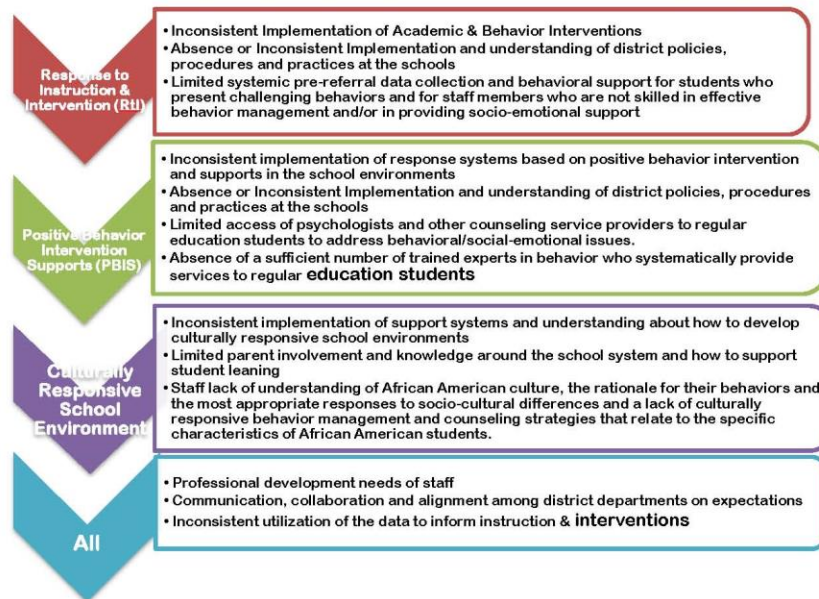 Response to
Instruction &
Intervention (RtI)
• Inconsistent Implementation of Academic & Behavior Interventions
• Absence or Inconsistent Implementation and understanding of district policies,
procedures and practices at the schools
• Limited systemic pre-referral data collection and behavioral support for students who
present challenging behaviors and for staff members who are not skilled in effective
behavior management and/or in providing socio-emotional support
Positive Behavior
Intervention
Supports (PBIS)
• Inconsistent implementation of response systems based on positive behavior intervention
and supports in the school environments
• Absence or Inconsistent Implementation and understanding of district policies, procedures
and practices at the schools
• Limited access of psychologists and other counseling service providers to regular
education students to address behavioral/social-emotional issues.
• Absence of a sufficient number of trained experts in behavior who systematically provide
services to regular education students
Culturally
Responsive
School
Environment
• Inconsistent implementation of support systems and understanding about how to develop
culturally responsive school environments
• Limited parent involvement and knowledge around the school system and how to support
student leaning
• Staff lack of understanding of African American culture, the rationale for their behaviors and
the most appropriate responses to socio-cultural differences and a lack of culturally
responsive behavior management and counseling strategies that relate to the specific
characteristics of African American students.
All
• Professional development needs of staff
• Communication, collaboration and alignment among district departments on expectations
• Inconsistent utilization of the data to inform instruction & interventions